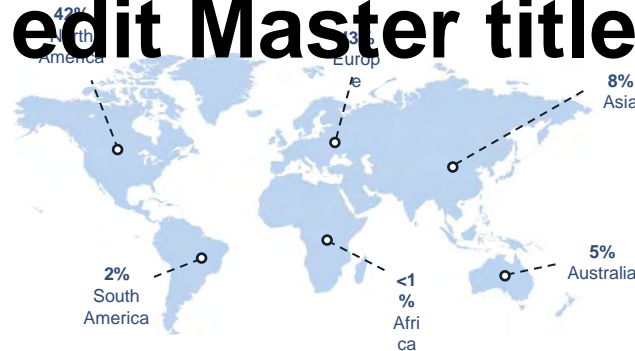 edit Master title
42%
North
America
43%
Europ
e
8%
Asia
2%
South
America
<1
%
Afri
ca
5%
Australia